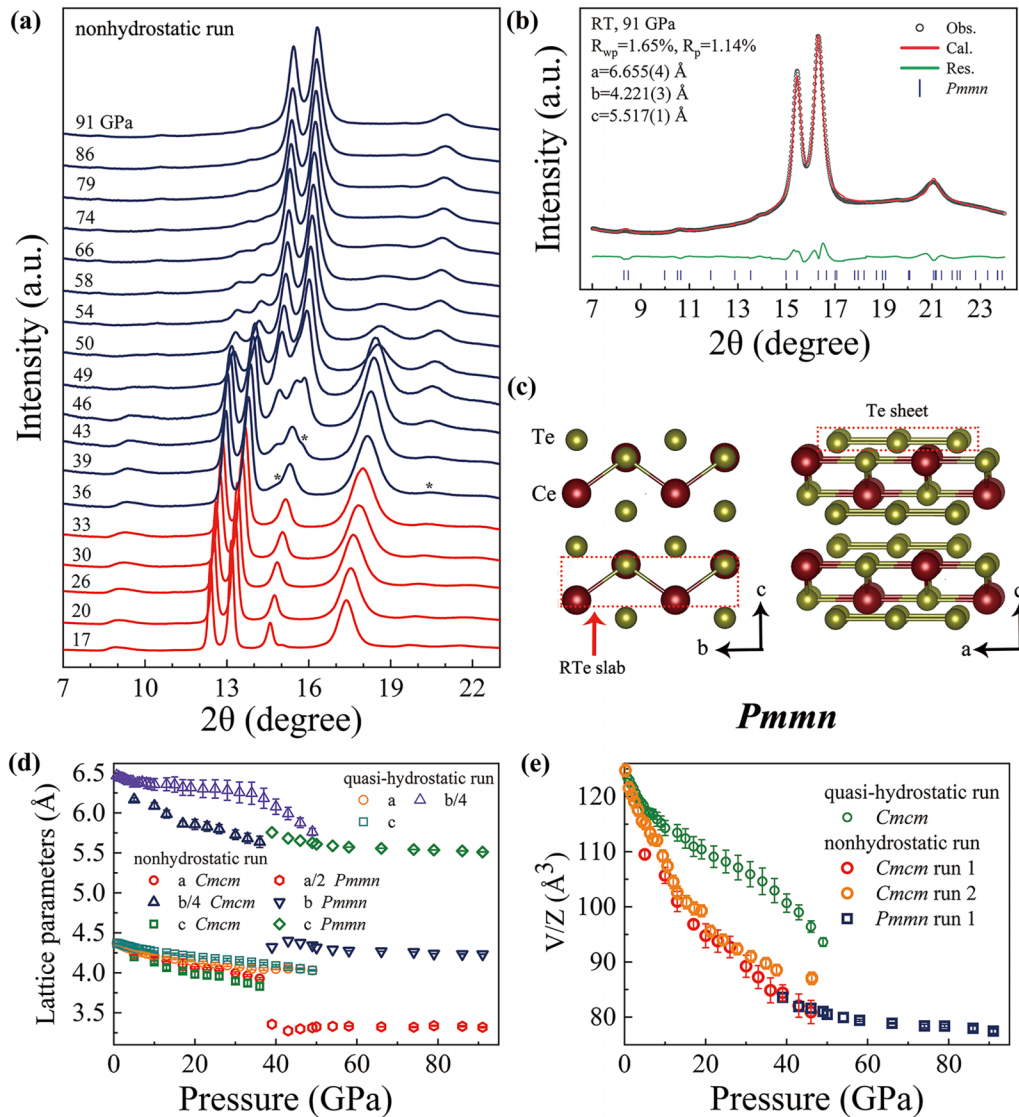 (a)
nonhydrostatic run
91 GPa
86
79
74
66
58
54
50
49
46
43
39
*
36
*
*
33
30
26
20
17
Intensity (a.u.)
7 10 13 16 19 22
2θ (degree)
(b)
RT, 91 GPa
Rwp=1.65%, Rp=1.14%
a=6.655(4) Å
b=4.221(3) Å
c=5.517(1) Å
Obs.
Cal.
Res.
Pmmn
Intensity (a.u.)
7 9 11 13 15 17 19 21 23
2θ (degree)
(c)
Te
Ce
Te sheet
RTe slab
c
b
c
a
Pmmn
(d)
6.5
6.0
5.5
5.0
4.5
4.0
3.5
Lattice parameters (Å)
quasi-hydrostatic run
a b/4
c
nonhydrostatic run
a Cmcm a/2 Pmmn
b/4 Cmcm b Pmmn
c Cmcm c Pmmn
0 20 40 60 80
Pressure (GPa)
(e)
120
110
100
90
80
V/Z (Å³)
quasi-hydrostatic run
Cmcm
nonhydrostatic run
Cmcm run 1
Cmcm run 2
Pmmn run 1
0 20 40 60 80
Pressure (GPa)